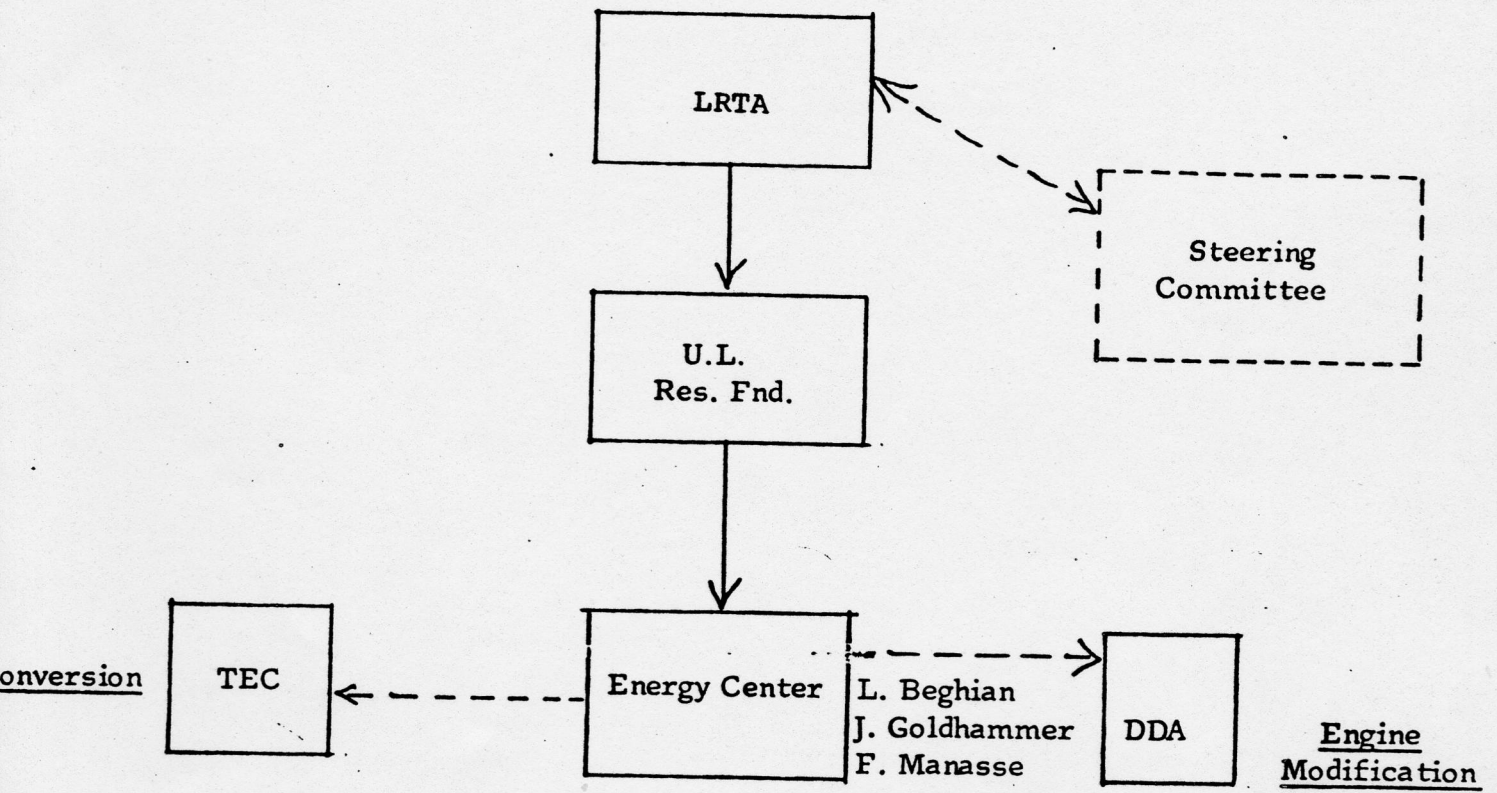 LRTA
Steering
Committee
U.L.
Res. Fnd.
onversion
TEC
Energy Center
L. Beghian
J. Goldhammer
F. Manasse
DDA
Engine
Modification